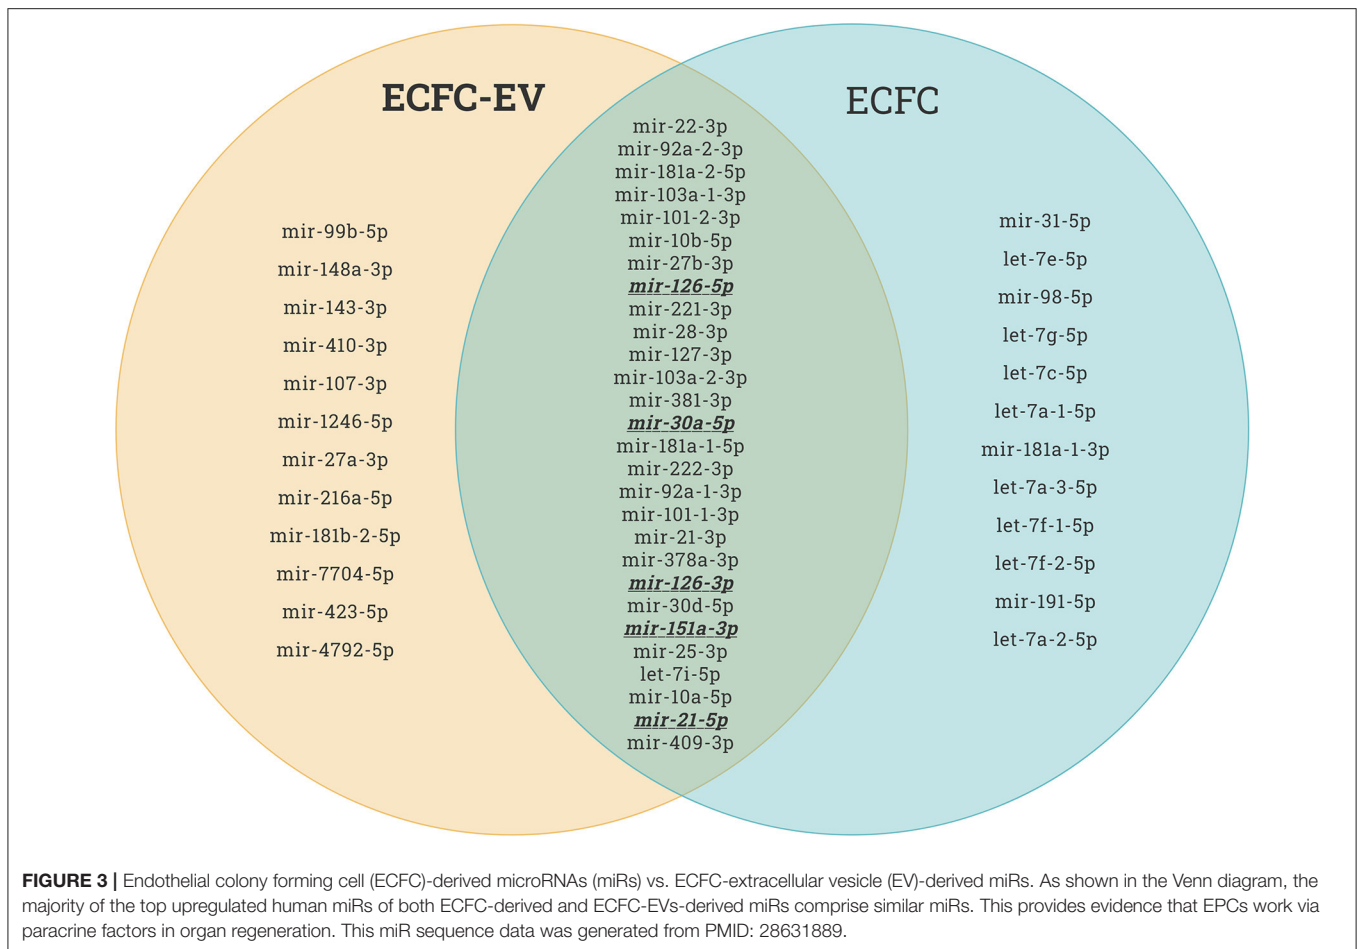 ECFC-EV
mir-99b-5p
mir-148a-3p
mir-143-3p
mir-410-3p
mir-107-3p
mir-1246-5p
mir-27a-3p
mir-216a-5p
mir-181b-2-5p
mir-7704-5p
mir-423-5p
mir-4792-5p
mir-22-3p
mir-92a-2-3p
mir-181a-2-5p
mir-103a-1-3p
mir-101-2-3p
mir-10b-5p
mir-27b-3p
mir-126-5p
mir-221-3p
mir-28-3p
mir-127-3p
mir-103a-2-3p
mir-381-3p
mir-30a-5p
mir-181a-1-5p
mir-222-3p
mir-92a-1-3p
mir-101-1-3p
mir-21-3p
mir-378a-3p
mir-126-3p
mir-30d-5p
mir-151a-3p
mir-25-3p
let-7i-5p
mir-10a-5p
mir-21-5p
mir-409-3p
ECFC
mir-31-5p
let-7e-5p
mir-98-5p
let-7g-5p
let-7c-5p
let-7a-1-5p
mir-181a-1-3p
let-7a-3-5p
let-7f-1-5p
let-7f-2-5p
mir-191-5p
let-7a-2-5p
FIGURE 3 | Endothelial colony forming cell (ECFC)-derived microRNAs (miRs) vs. ECFC-extracellular vesicle (EV)-derived miRs. As shown in the Venn diagram, the
majority of the top upregulated human miRs of both ECFC-derived and ECFC-EVs-derived miRs comprise similar miRs. This provides evidence that EPCs work via
paracrine factors in organ regeneration. This miR sequence data was generated from PMID: 28631889.